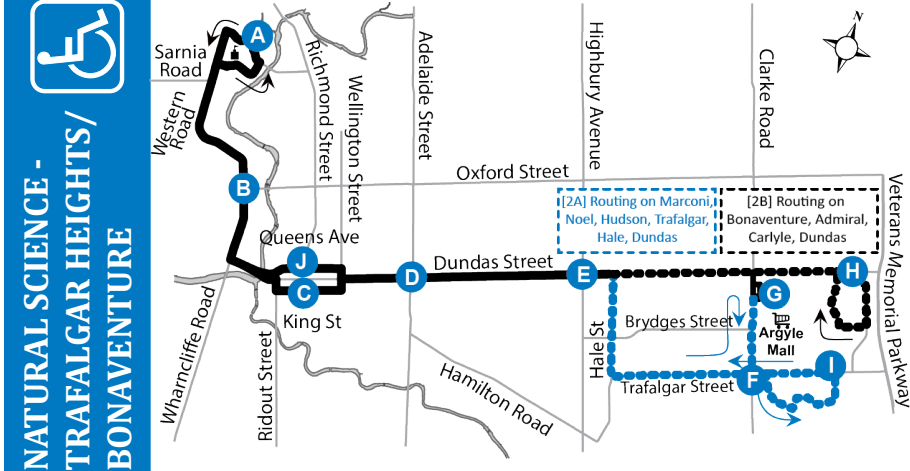 NATURAL SCIENCE -
TRAFALGAR HEIGHTS/
BONAVENTURE
A
N
Sarnia
Road
Western
Road
Richmond Street
Wellington Street
Adelaide Street
Highbury Avenue
Clarke Road
B
Oxford Street
Veterans Memorial Parkway
[2A] Routing on Marconi,
Noel, Hudson, Trafalgar,
Hale, Dundas
[2B] Routing on
Bonaventure, Admiral,
Carlyle, Dundas
Queens Ave
J
C
D
Dundas Street
E
H
G
King St
Wharncliffe Road
Ridout Street
Hale St
Brydges Street
Argyle
Mall
Hamilton Road
Trafalgar Street
F
I